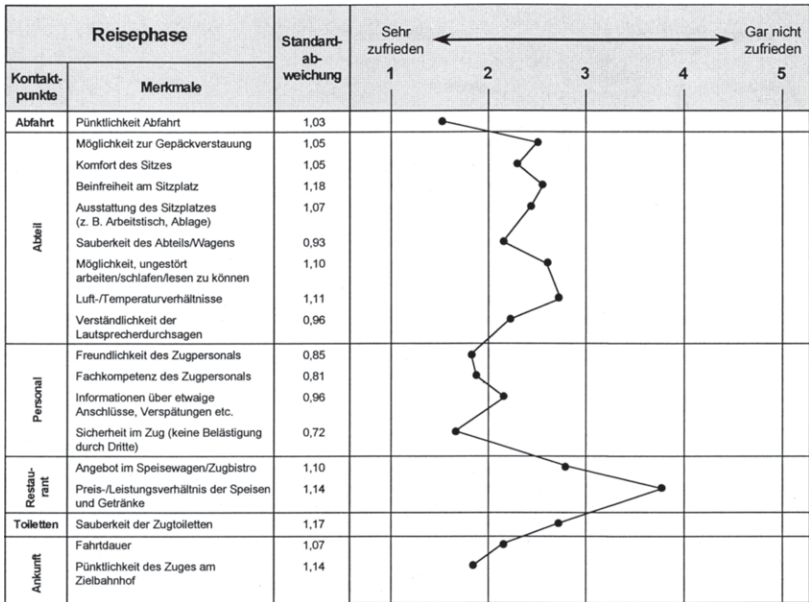 Reisephase
Standard-
ab-
weichung
Sehr
zufrieden
Gar nicht
zufrieden
1 2 3 4 5
Kontakt-
punkte
Merkmale
Abfahrt
Pünktlichkeit Abfahrt 1,03
Abteil
Möglichkeit zur Gepäckverstauung 1,05
Komfort des Sitzes 1,05
Beinfreiheit am Sitzplatz 1,18
Ausstattung des Sitzplatzes 1,07
(z. B. Arbeitstisch, Ablage)
Sauberkeit des Abteils/Wagens 0,93
Möglichkeit, ungestört 1,10
arbeiten/schlafen/lesen zu können
Luft-/Temperaturverhältnisse 1,11
Verständlichkeit der 0,96
Lautsprecherdurchsagen
Personal
Freundlichkeit des Zugpersonals 0,85
Fachkompetenz des Zugpersonals 0,81
Informationen über etwaige 0,96
Anschlüsse, Verspätungen etc.
Sicherheit im Zug (keine Belästigung 0,72
durch Dritte)
Restau-
rant
Angebot im Speisewagen/Zugbistro 1,10
Preis-/Leistungsverhältnis der Speisen 1,14
und Getränke
Toiletten
Sauberkeit der Zugtoiletten 1,17
Ankunft
Fahrtdauer 1,07
Pünktlichkeit des Zuges am 1,14
Zielbahnhof